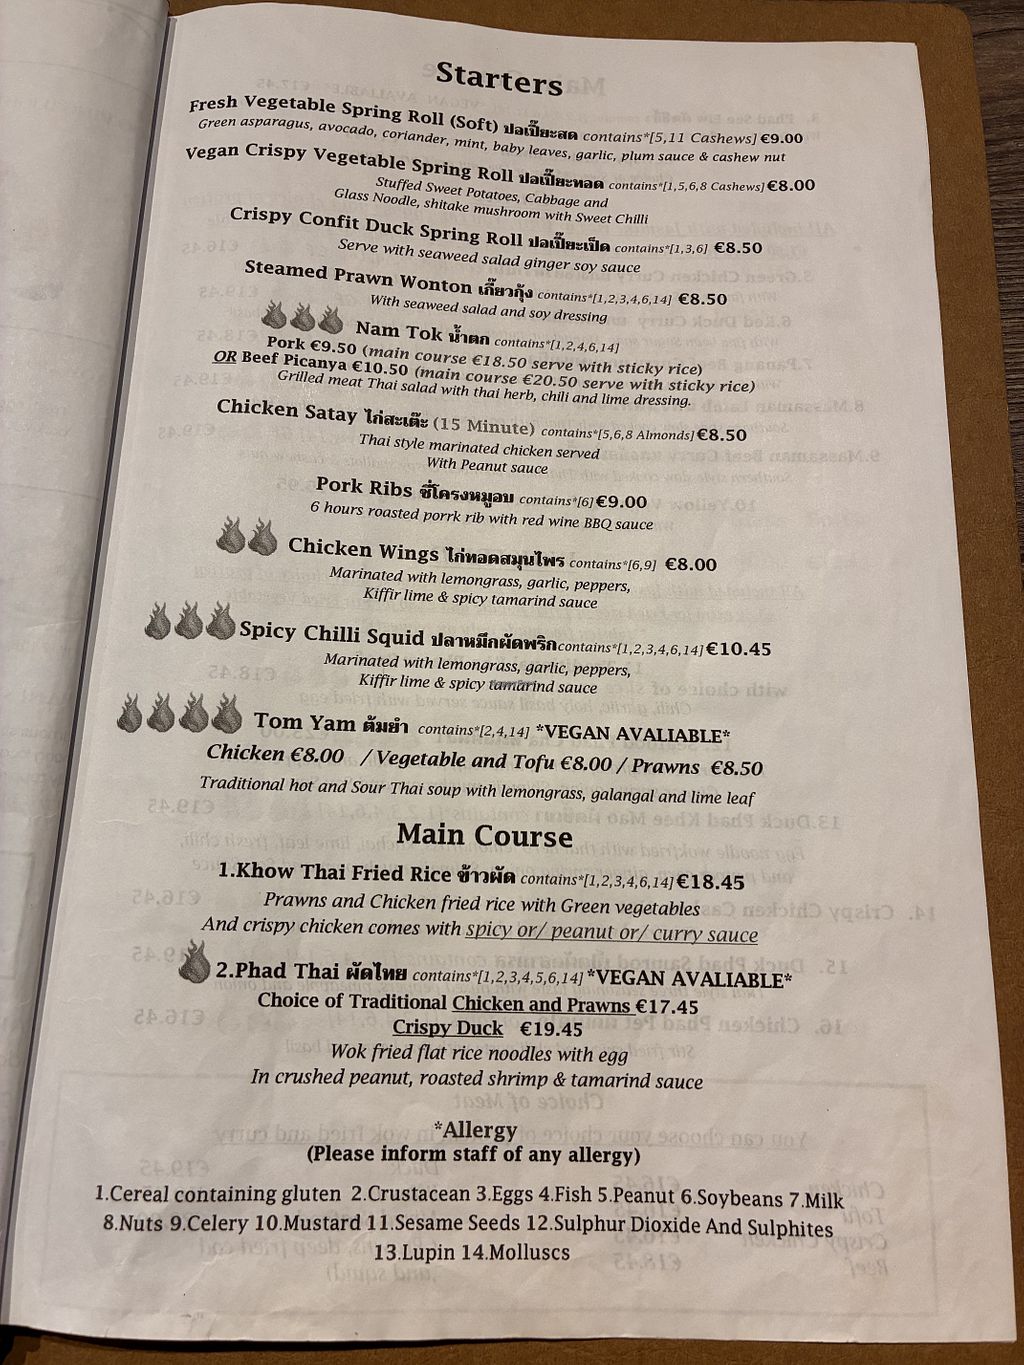 Starters
Fresh Vegetable Spring Roll (Soft) ปอเปี๊ยะสด contains*[5,11 Cashews] €9.00
Green asparagus, avocado, coriander, mint, baby leaves, garlic, plum sauce & cashew nut
Vegan Crispy Vegetable Spring Roll ปอเปี๊ยะทอด contains*[1,5,6,8 Cashews] €8.00
Stuffed Sweet Potatoes, Cabbage and
Glass Noodle, shitake mushroom with Sweet Chilli
Crispy Confit Duck Spring Roll ปอเปี๊ยะเป็ด contains*[1,3,6] €8.50
Serve with seaweed salad ginger soy sauce
Steamed Prawn Wonton เกี๊ยวกุ้ง contains*[1,2,3,4,6,14] €8.50
With seaweed salad and soy dressing
Nam Tok น้ำตก contains*[1,2,4,6,14]
Pork €9.50 (main course €18.50 serve with sticky rice)
OR Beef Picanya €10.50 (main course €20.50 serve with sticky rice)
Grilled meat Thai salad with thai herb, chili and lime dressing.
Chicken Satay ไก่สะเต๊ะ (15 Minute) contains*[5,6,8 Almonds] €8.50
Thai style marinated chicken served
With Peanut sauce
Pork Ribs ซี่โครงหมูอบ contains*[6] €9.00
6 hours roasted porrk rib with red wine BBQ sauce
Chicken Wings ไก่ทอดสมุนไพร contains*[6,9] €8.00
Marinated with lemongrass, garlic, peppers,
Kiffir lime & spicy tamarind sauce
Spicy Chilli Squid ปลาหมึกผัดพริก contains*[1,2,3,4,6,14] €10.45
Marinated with lemongrass, garlic, peppers,
Kiffir lime & spicy tamarind sauce
Tom Yam ต้มยำ contains*[2,4,14] *VEGAN AVALIABLE*
Chicken €8.00 / Vegetable and Tofu €8.00 / Prawns €8.50
Traditional hot and Sour Thai soup with lemongrass, galangal and lime leaf
Main Course
1.Khow Thai Fried Rice ข้าวผัด contains*[1,2,3,4,6,14] €18.45
Prawns and Chicken fried rice with Green vegetables
And crispy chicken comes with spicy or/ peanut or/ curry sauce
2.Phad Thai ผัดไทย contains*[1,2,3,4,5,6,14] *VEGAN AVALIABLE*
Choice of Traditional Chicken and Prawns €17.45
Crispy Duck €19.45
Wok fried flat rice noodles with egg
In crushed peanut, roasted shrimp & tamarind sauce
*Allergy
(Please inform staff of any allergy)
1.Cereal containing gluten 2.Crustacean 3.Eggs 4.Fish 5.Peanut 6.Soybeans 7.Milk
8.Nuts 9.Celery 10.Mustard 11.Sesame Seeds 12.Sulphur Dioxide And Sulphites
13.Lupin 14.Molluscs